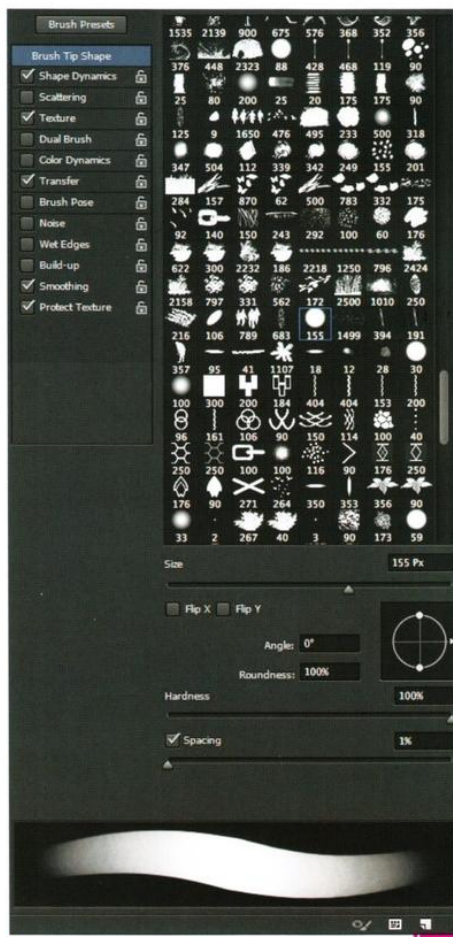 Brush Presets
Brush Tip Shape
Shape Dynamics
Scattering
Texture
Dual Brush
Color Dynamics
Transfer
Brush Pose
Noise
Wet Edges
Build-up
Smoothing
Protect Texture
1535 2139 900 675 576 368 352 356
376 448 2323 88 428 468 119 90
25 80 200 25 20 175 175 90
125 9 1650 476 495 233 500 318
347 504 112 339 342 249 155 201
284 157 870 62 500 783 332 175
92 140 150 243 292 100 60 176
622 300 2232 186 2218 1250 796 2424
2158 797 331 562 172 2500 1010 250
216 106 789 683 155 1499 394 191
357 95 41 1107 18 12 28 30
100 300 200 184 404 404 153 200
96 161 106 90 150 114 100 40
250 250 100 100 116 90 176 250
176 90 271 264 350 353 356 90
33 2 267 40 3 90 173 59
Size 155 Px
Flip X Flip Y
Angle: 0°
Roundness: 100%
Hardness 100%
Spacing 1%